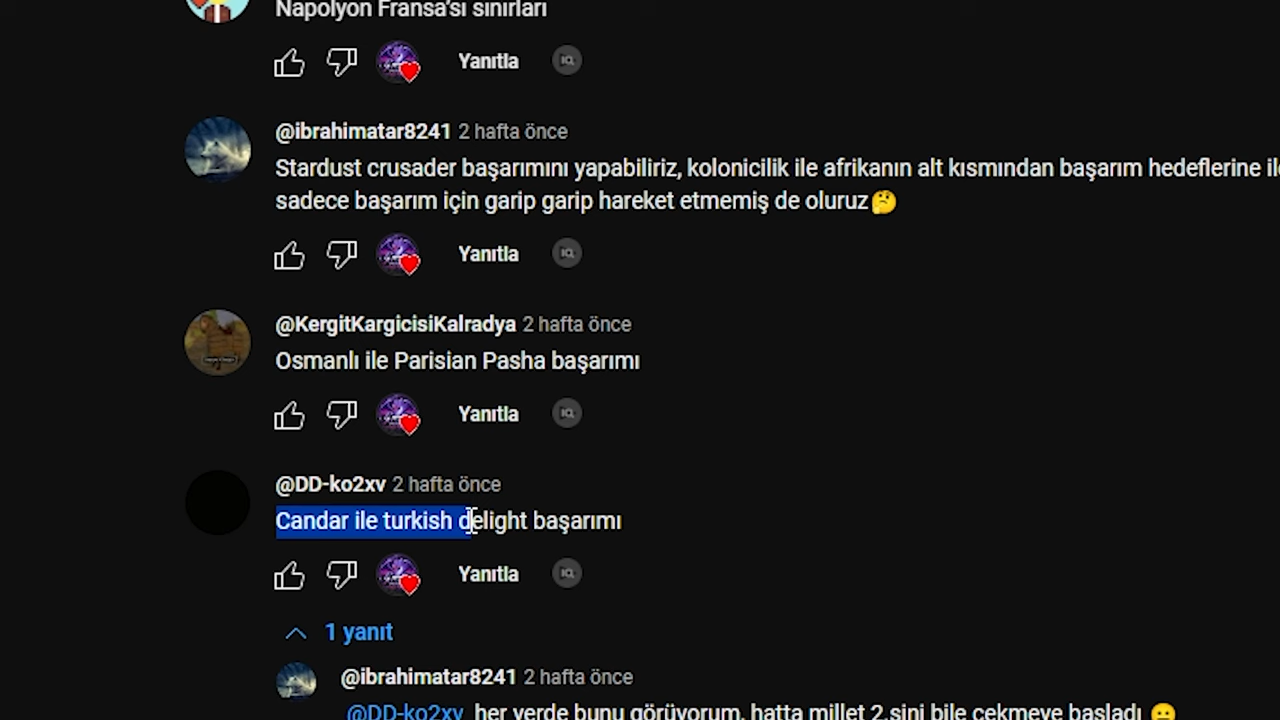 Napolyon Fransa'sı sınırları
Yanıtla
@ibrahimatar8241 2 hafta önce
Stardust crusader başarımını yapabiliriz, kolonicilik ile afrikanın alt kısmından başarım hedeflerine
sadece başarım için garip garip hareket etmemiş de oluruz🤔
Yanıtla
@KergitKargicisiKalradya 2 hafta önce
Osmanlı ile Parisian Pasha başarımı
Yanıtla
@DD-ko2xv 2 hafta önce
Candar ile turkish delight başarımı
Yanıtla
1 yanıt
@ibrahimatar8241 2 hafta önce
@DD-ko2xv her yerde bunu görüyorum, hatta millet 2.sini bile çekmeye başladı 😐